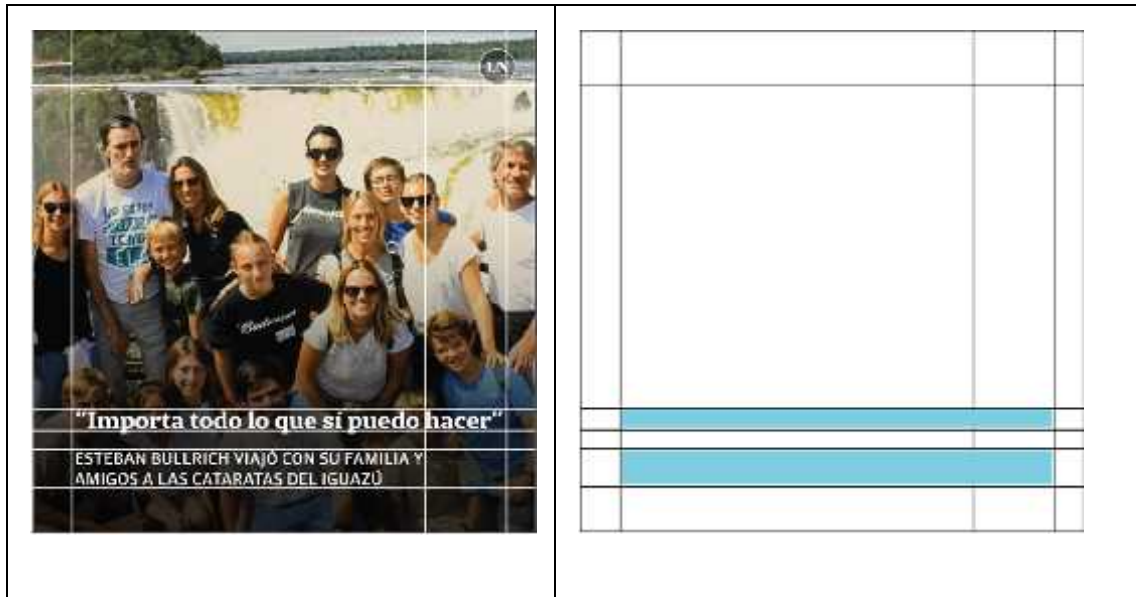 LN
“Importa todo lo que sí puedo hacer”
ESTEBAN BULLRICH VIAJÓ CON SU FAMILIA Y
AMIGOS A LAS CATARATAS DEL IGUAZÚ